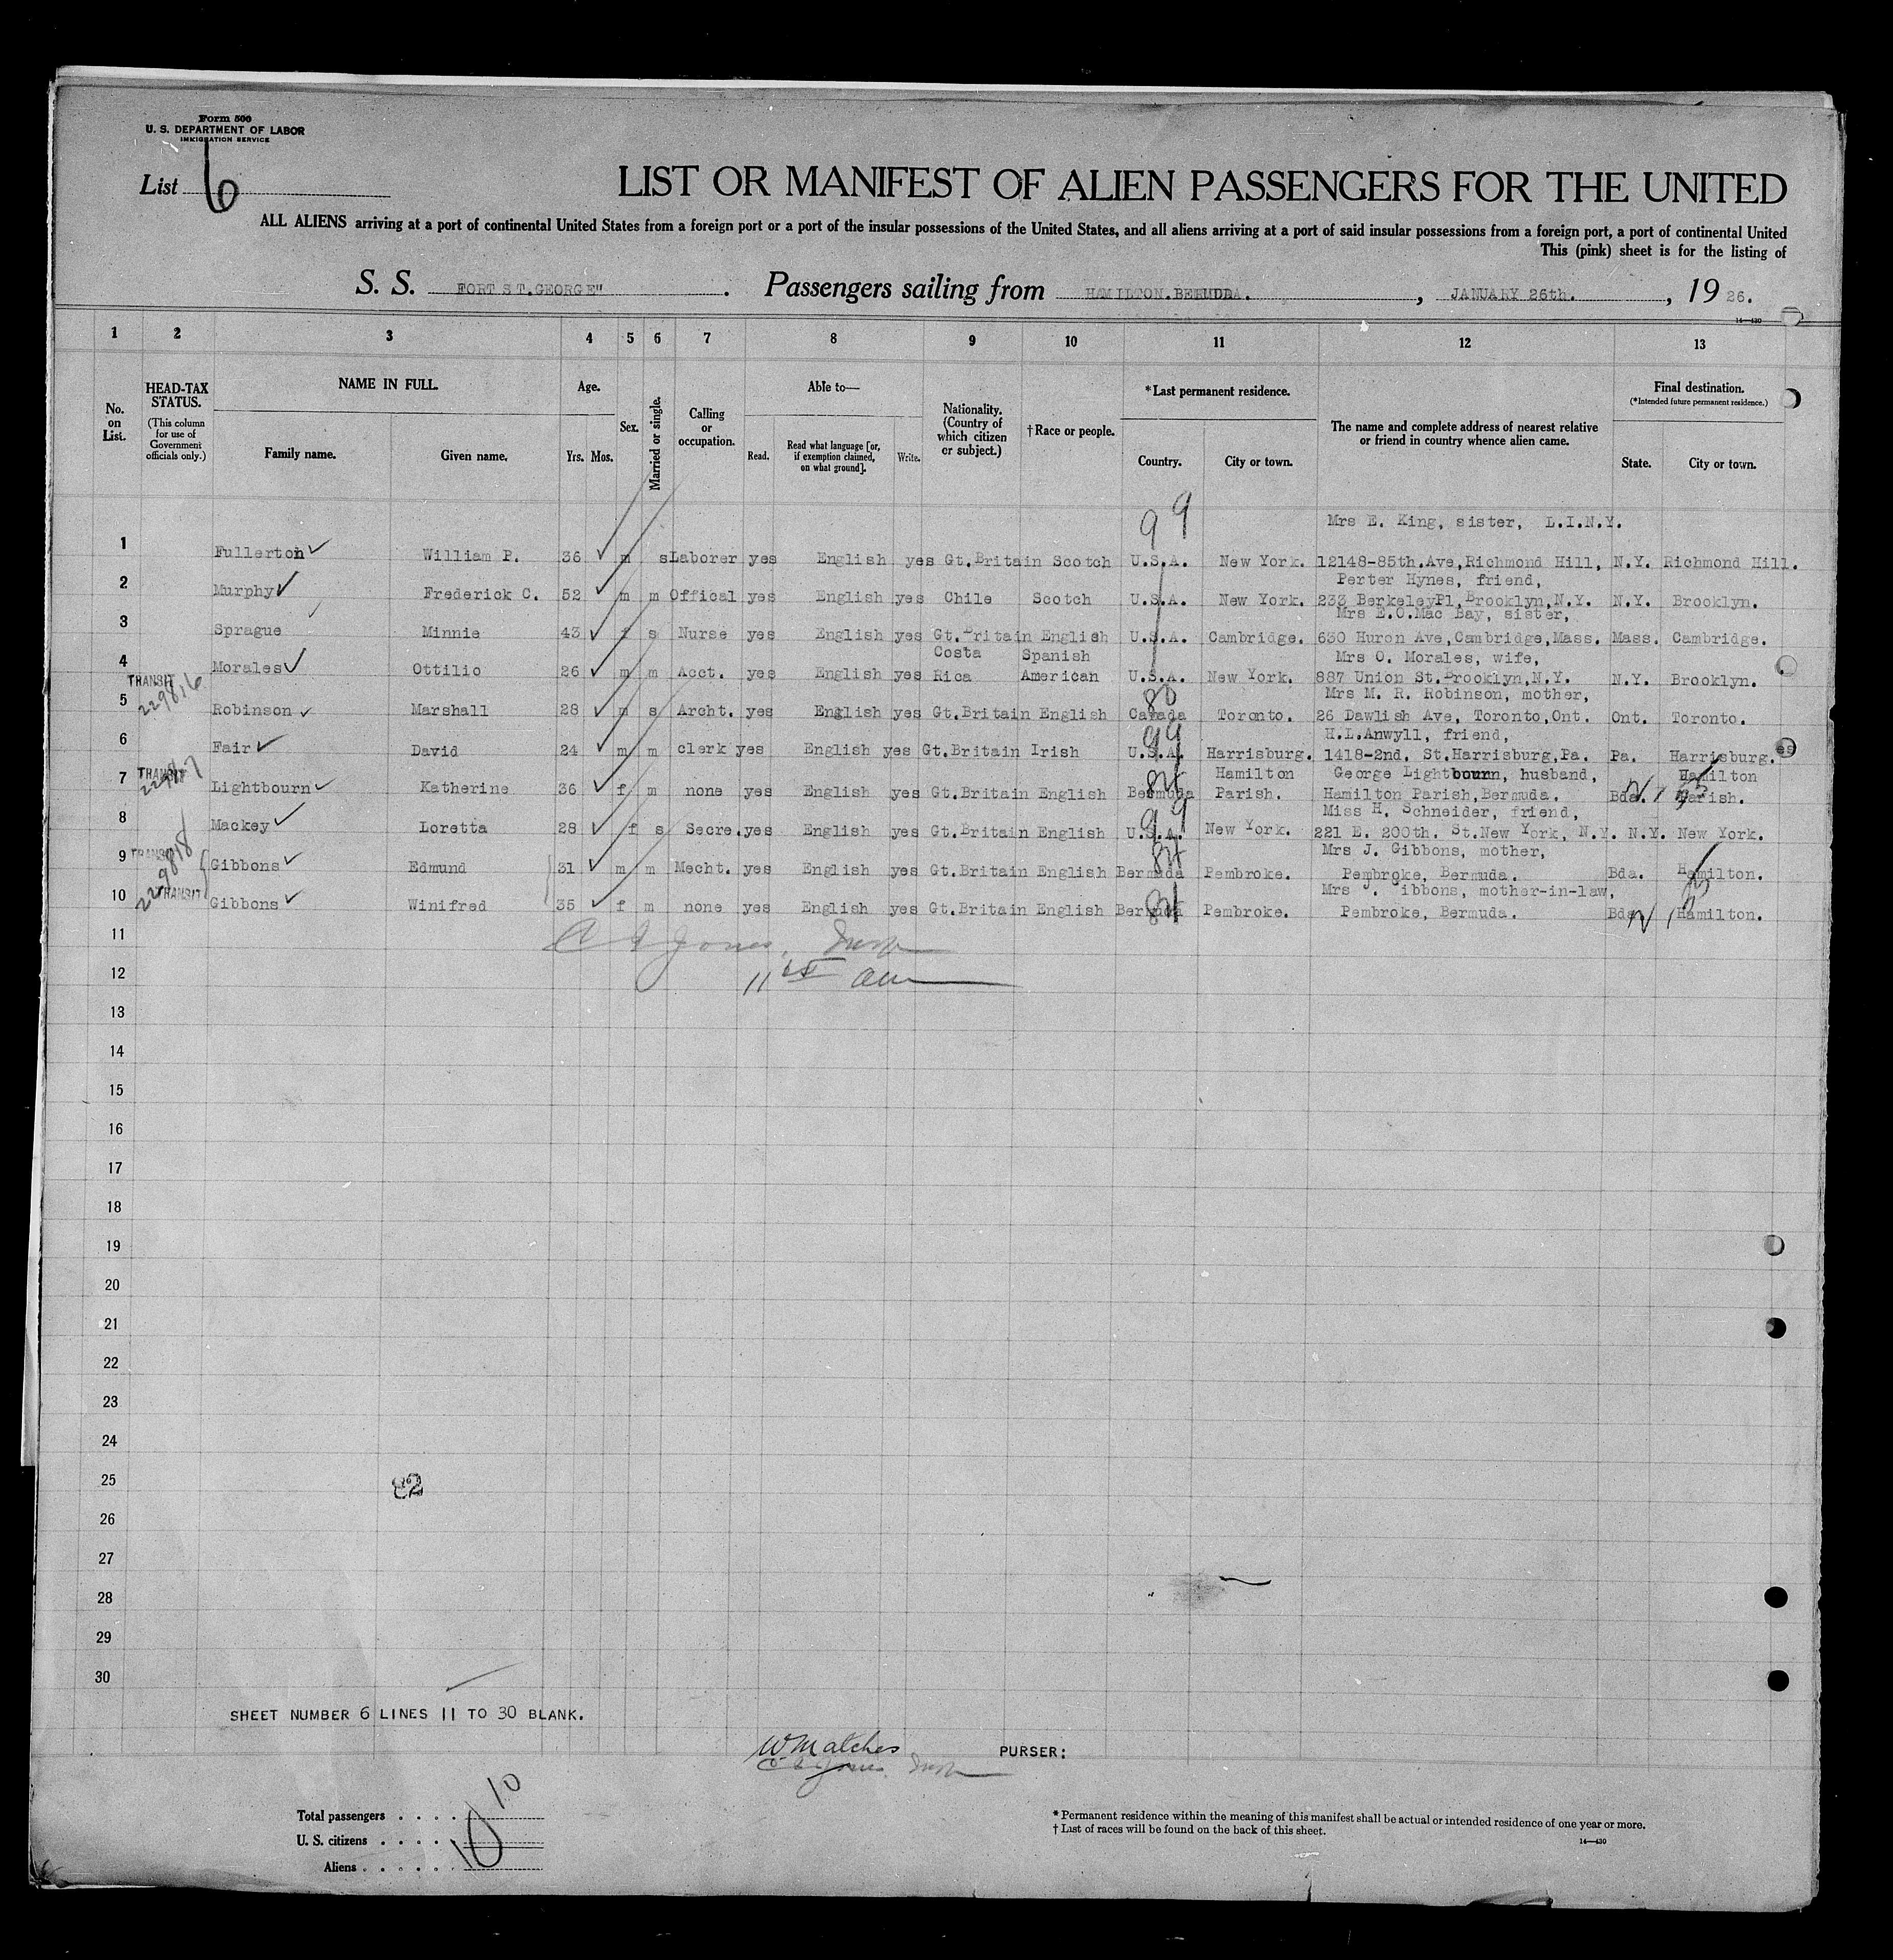 Form 500
U. S. DEPARTMENT OF LABOR
IMMIGRATION SERVICE
List 6
LIST OR MANIFEST OF ALIEN PASSENGERS FOR THE UNITED
ALL ALIENS arriving at a port of continental United States from a foreign port or a port of the insular possessions of the United States, and all aliens arriving at a port of said insular possessions from a foreign port, a port of continental United
This (pink) sheet is for the listing of
S. S. FORT ST.GEORGE" . Passengers sailing from HAMILTON.BERMUDA. , JANUARY 26th. , 19 26.
14—430
1 2 3 4 5 6 7 8 9 10 11 12 13
No. on List.
HEAD-TAX STATUS.
(This column for use of Government officials only.)
NAME IN FULL.
Family name. Given name.
Age.
Yrs. Mos.
Sex.
Married or single.
Calling or occupation.
Able to—
Read. Read what language [or, if exemption claimed, on what ground]. Write.
Nationality. (Country of which citizen or subject.)
† Race or people.
*Last permanent residence.
Country. City or town.
The name and complete address of nearest relative or friend in country whence alien came.
Final destination.
(*Intended future permanent residence.)
State. City or town.
99
Mrs E. King, sister, L.I.N.Y.
1 Fullerton William P. 36 m s Laborer yes English yes Gt.Britain Scotch U.S.A. New York. 12148-85th.Ave,Richmond Hill, N.Y. Richmond Hill.
Perter Hynes, friend,
2 Murphy Frederick C. 52 m m Offical yes English yes Chile Scotch U.S.A. New York. 233 BerkeleyPl,Brooklyn,N.Y. N.Y. Brooklyn.
Mrs E.O.Mac Bay, sister,
3 Sprague Minnie 43 f s Nurse yes English yes Gt.Britain English U.S.A. Cambridge. 630 Huron Ave,Cambridge,Mass. Mass. Cambridge.
Costa Spanish Mrs O. Morales, wife,
4 Morales Ottilio 26 m m Acct. yes English yes Rica American U.S.A. New York. 887 Union St.Brooklyn,N.Y. N.Y. Brooklyn.
TRANSIT 229816
80 Mrs M. R. Robinson, mother,
5 Robinson Marshall 28 m s Archt. yes English yes Gt.Britain English Canada Toronto. 26 Dawlish Ave, Toronto,Ont. Ont. Toronto.
99 H.L.Anwyll, friend,
6 Fair David 24 m m clerk yes English yes Gt.Britain Irish U.S.A. Harrisburg. 1418-2nd. St.Harrisburg,Pa. Pa. Harrisburg.
TRANSIT 229817
84 Hamilton George Lightbourn, husband, Hamilton
7 Lightbourn Katherine 36 f m none yes English yes Gt.Britain English Bermuda Parish. Hamilton Parish,Bermuda. Bda. Parish.
99 Miss H. Schneider, friend,
8 Mackey Loretta 28 f s Secre. yes English yes Gt.Britain English U.S.A. New York. 221 E. 200th. St.New York, N.Y. N.Y. New York.
TRANSIT 229818
84 Mrs J. Gibbons, mother,
9 Gibbons Edmund 31 m m Mecht. yes English yes Gt.Britain English Bermuda Pembroke. Pembroke, Bermuda. Bda. Hamilton.
TRANSIT
Mrs J. Gibbons, mother-in-law,
10 Gibbons Winifred 35 f m none yes English yes Gt.Britain English Bermuda Pembroke. Pembroke, Bermuda. Bda. Hamilton.
84
11
12
13
14
15
16
17
18
19
20
21
22
23
24
25
82
26
27
28
29
30
SHEET NUMBER 6 LINES 11 TO 30 BLANK.
W Matches PURSER:
Total passengers . . . . 10
U. S. citizens . . . . .
Aliens . . . . . . 10
* Permanent residence within the meaning of this manifest shall be actual or intended residence of one year or more.
† List of races will be found on the back of this sheet.
14—430